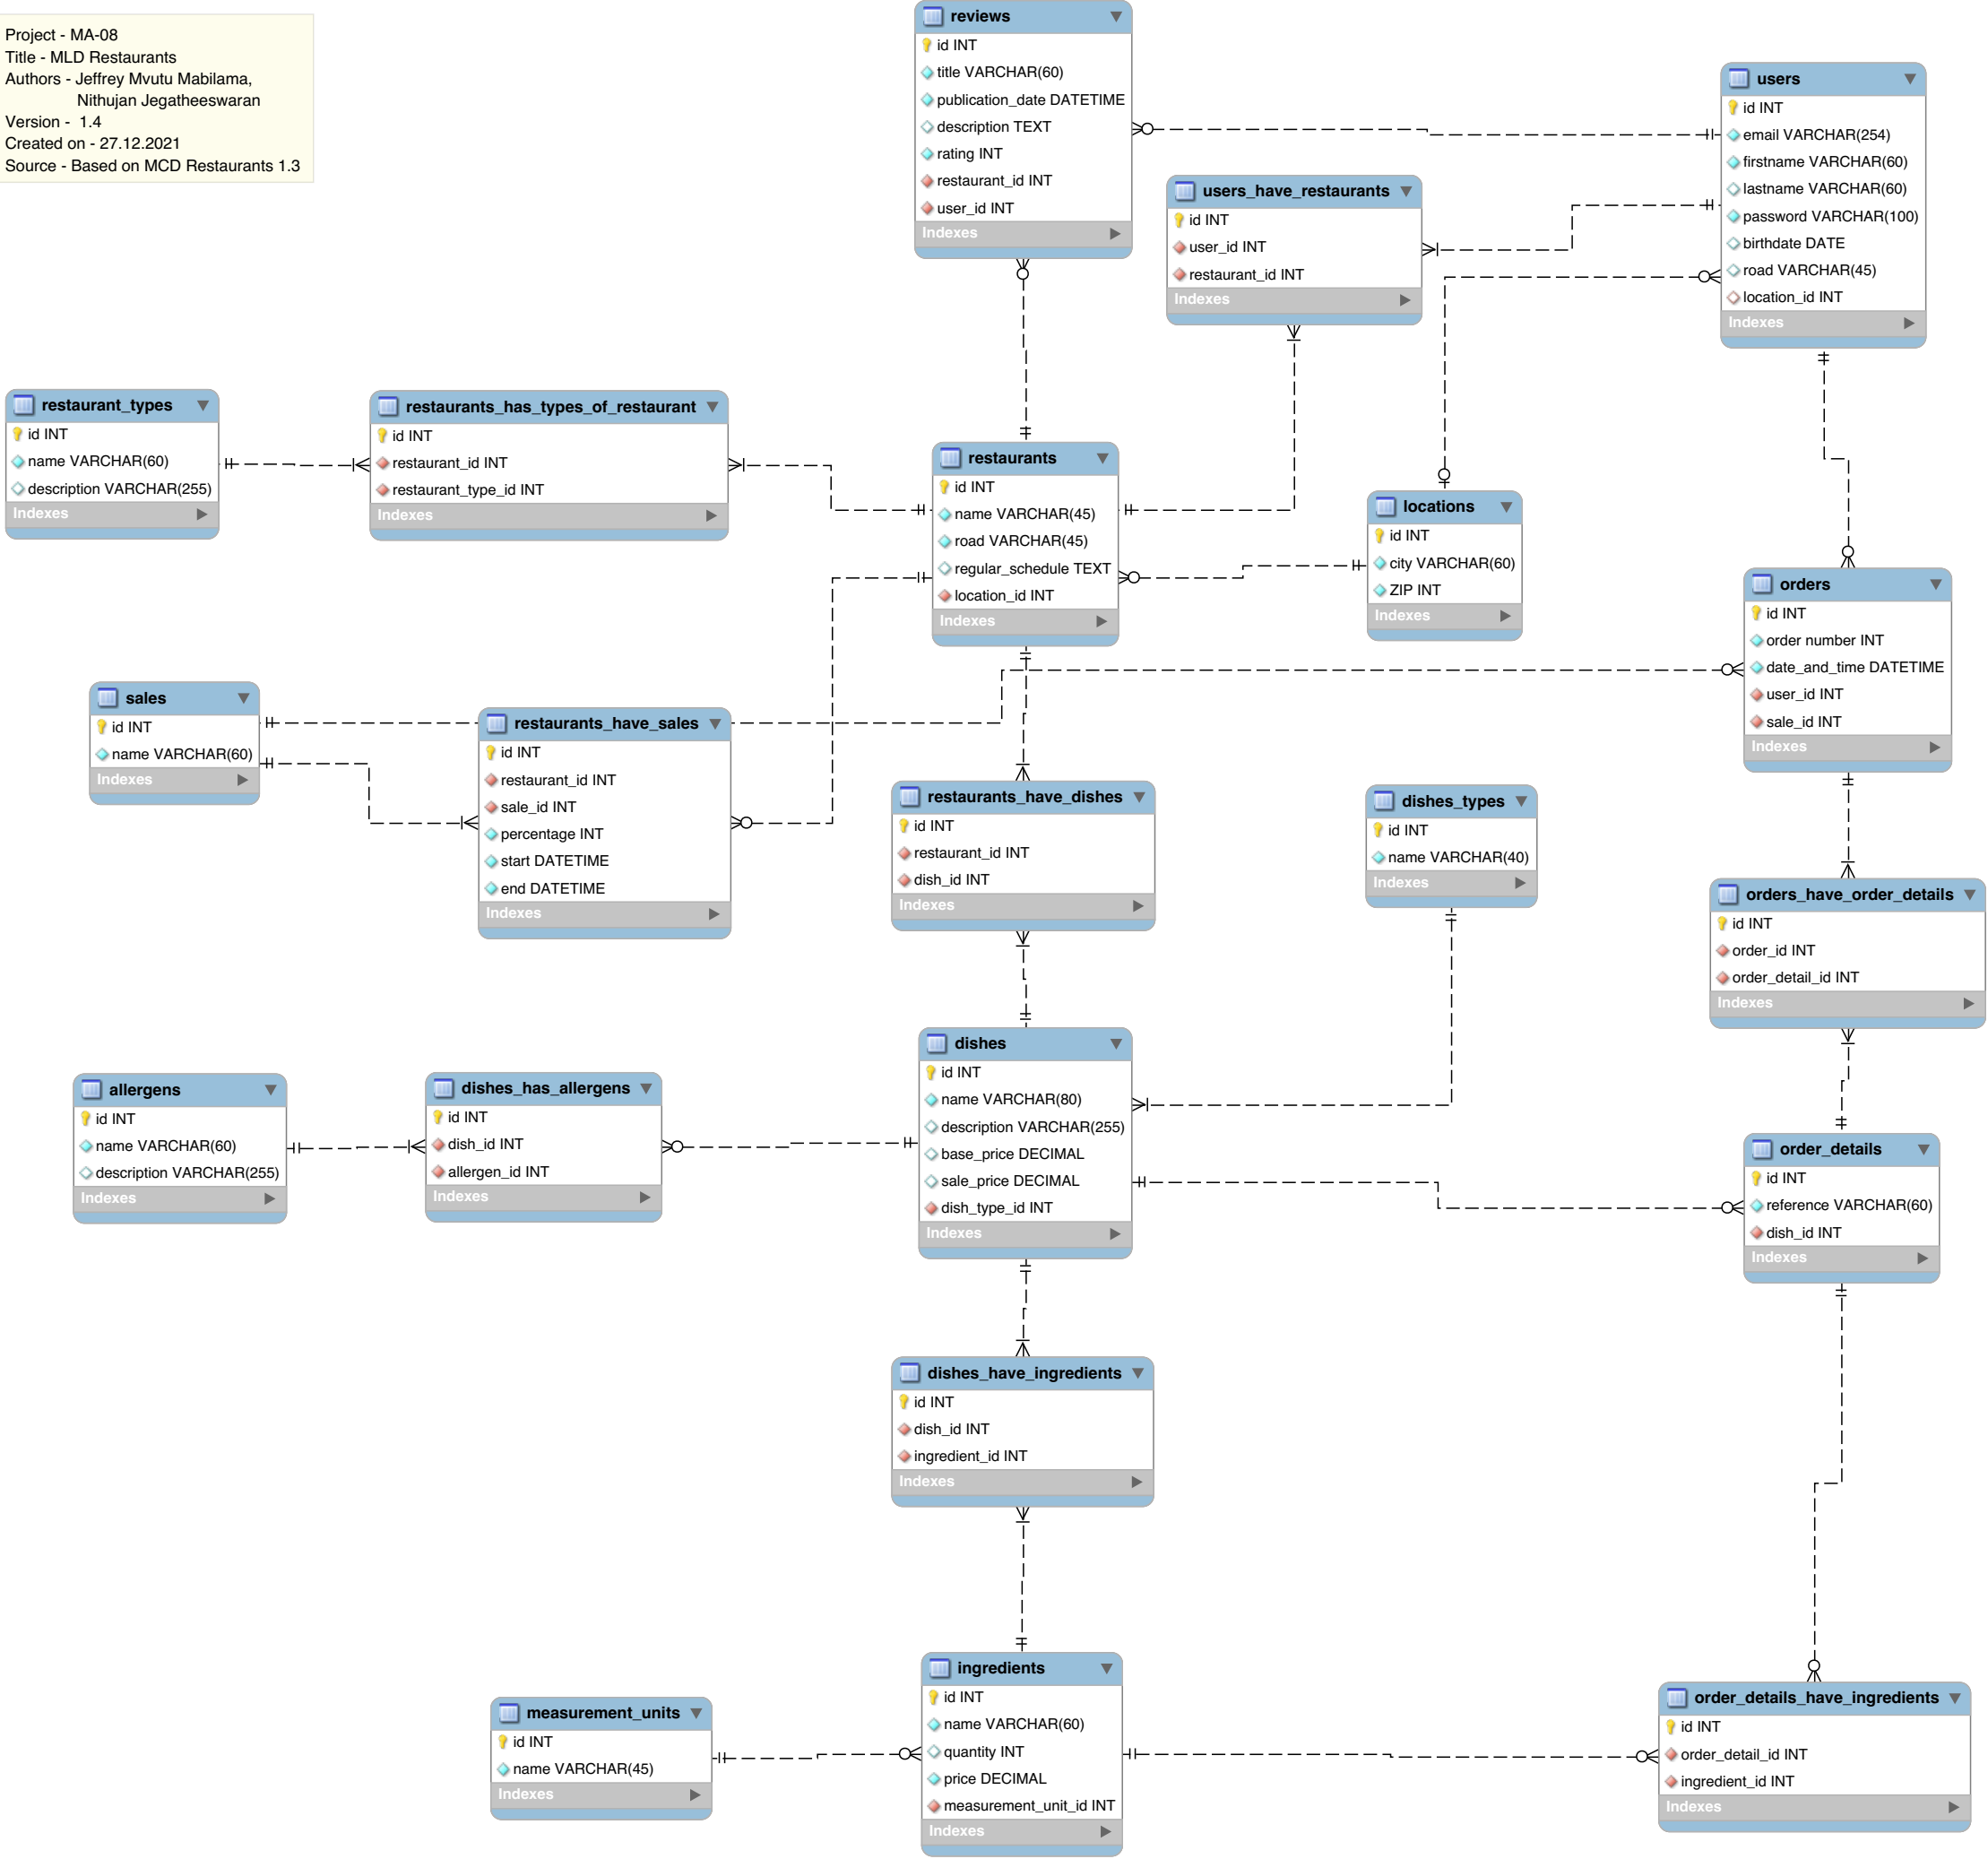 Project - MA-08
Title - MLD Restaurants
Authors - Jeffrey Mvutu Mabilama,
Nithujan Jegatheeswaran
Version -  1.4
Created on - 27.12.2021
Source - Based on MCD Restaurants 1.3
reviews
id INT
title VARCHAR(60)
publication_date DATETIME
description TEXT
rating INT
restaurant_id INT
user_id INT
Indexes
users
id INT
email VARCHAR(254)
firstname VARCHAR(60)
lastname VARCHAR(60)
password VARCHAR(100)
birthdate DATE
road VARCHAR(45)
location_id INT
Indexes
users_have_restaurants
id INT
user_id INT
restaurant_id INT
Indexes
restaurant_types
id INT
name VARCHAR(60)
description VARCHAR(255)
Indexes
restaurants_has_types_of_restaurant
id INT
restaurant_id INT
restaurant_type_id INT
Indexes
restaurants
id INT
name VARCHAR(45)
road VARCHAR(45)
regular_schedule TEXT
location_id INT
Indexes
locations
id INT
city VARCHAR(60)
ZIP INT
Indexes
orders
id INT
order number INT
date_and_time DATETIME
user_id INT
sale_id INT
Indexes
sales
id INT
name VARCHAR(60)
Indexes
restaurants_have_sales
id INT
restaurant_id INT
sale_id INT
percentage INT
start DATETIME
end DATETIME
Indexes
restaurants_have_dishes
id INT
restaurant_id INT
dish_id INT
Indexes
dishes_types
id INT
name VARCHAR(40)
Indexes
orders_have_order_details
id INT
order_id INT
order_detail_id INT
Indexes
allergens
id INT
name VARCHAR(60)
description VARCHAR(255)
Indexes
dishes_has_allergens
id INT
dish_id INT
allergen_id INT
Indexes
dishes
id INT
name VARCHAR(80)
description VARCHAR(255)
base_price DECIMAL
sale_price DECIMAL
dish_type_id INT
Indexes
order_details
id INT
reference VARCHAR(60)
dish_id INT
Indexes
dishes_have_ingredients
id INT
dish_id INT
ingredient_id INT
Indexes
measurement_units
id INT
name VARCHAR(45)
Indexes
ingredients
id INT
name VARCHAR(60)
quantity INT
price DECIMAL
measurement_unit_id INT
Indexes
order_details_have_ingredients
id INT
order_detail_id INT
ingredient_id INT
Indexes